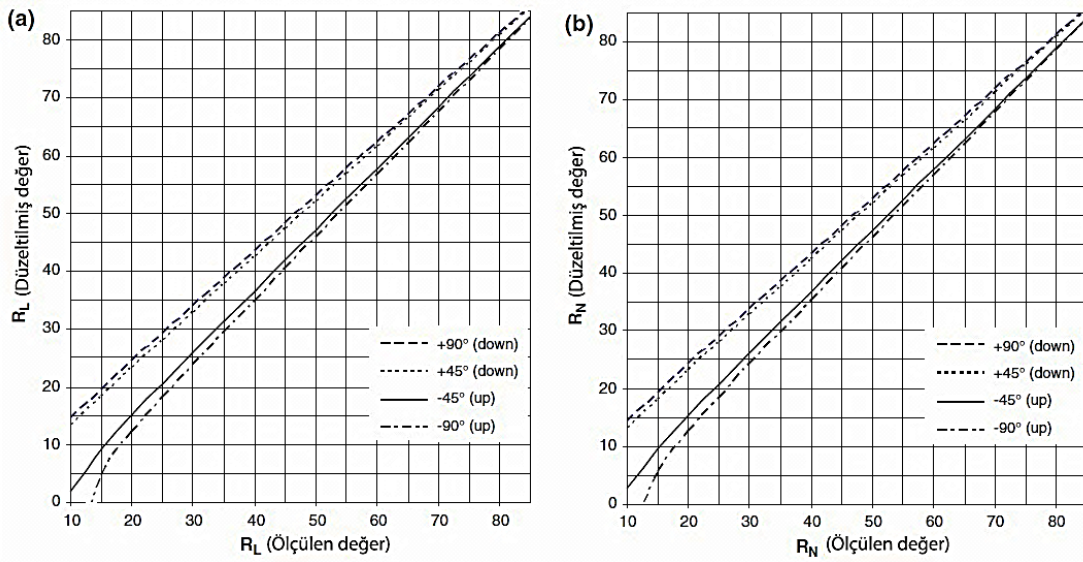 (a)
80
70
60
50
40
30
20
10
0
R_L (Düzeltilmiş değer)
+90° (down)
+45° (down)
-45° (up)
-90° (up)
10 20 30 40 50 60 70 80
R_L (Ölçülen değer)
(b)
80
70
60
50
40
30
20
10
0
R_N (Düzeltilmiş değer)
+90° (down)
+45° (down)
-45° (up)
-90° (up)
10 20 30 40 50 60 70 80
R_N (Ölçülen değer)